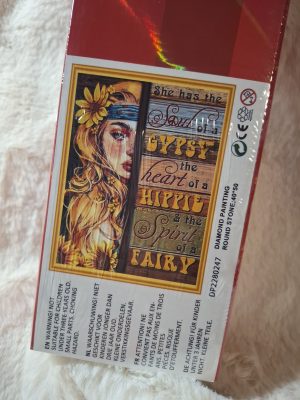 She has the
Soul
of a
GYPSY
the
heart of a
HIPPIE
& the
Spirit
of a
FAIRY
CE
DIAMOND PAINTING
ROUND STONE;40*50
DP2280247
EN WARNING! NOT
SUITABLE FOR CHILDREN
UNDER THREE YEARS OLD.
SMALL PARTS, CHOKING
HAZARD.
NL WAARSCHUWING! NIET
GESCHIKT VOOR
KINDEREN JONGER DAN
DRIE JAAR OUD.
KLEINE ONDERDELEN,
VERSTIKKINGSGEVAAR.
FR ATTENTION, NE
CONVIENT PAS AUX EN-
FANTS DE MOINS DE TROIS
ANS. PETITES
PIÈCES, RISQUE
D'ÉTOUFFEMENT.
D ACHTUNG! FÜR KINDER
UNTER 3 JAHREN
NICHT. KLEINE TEILE.